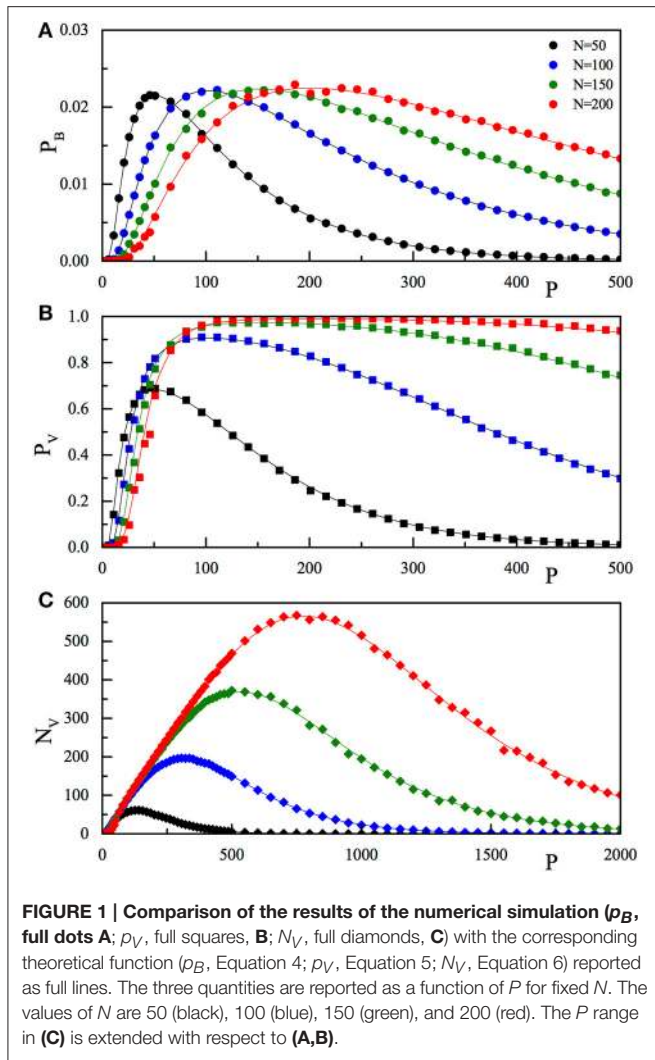 A
0.03
0.02
0.01
0.00
P_B
N=50
N=100
N=150
N=200
0 100 200 300 400 500
P
B
1.0
0.8
0.6
0.4
0.2
0.0
P_V
0 100 200 300 400 500
P
C
600
500
400
300
200
100
0
N_V
0 500 1000 1500 2000
P
FIGURE 1 | Comparison of the results of the numerical simulation (p_B,
full dots A; p_V, full squares, B; N_V, full diamonds, C) with the corresponding
theoretical function (p_B, Equation 4; p_V, Equation 5; N_V, Equation 6) reported
as full lines. The three quantities are reported as a function of P for fixed N. The
values of N are 50 (black), 100 (blue), 150 (green), and 200 (red). The P range
in (C) is extended with respect to (A,B).